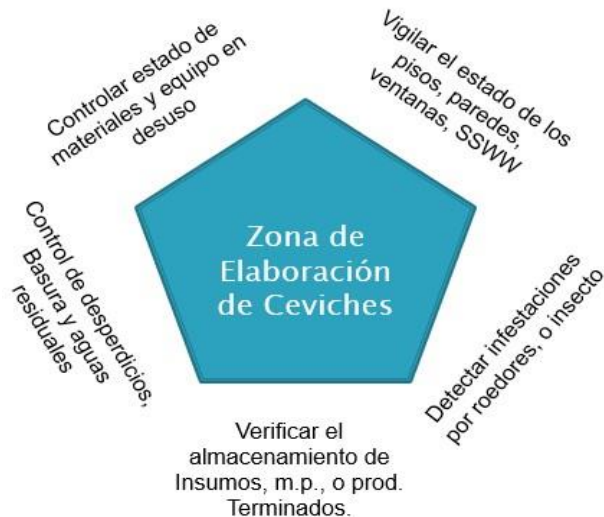 Controlar estado de
materiales y equipo en
desuso
Vigilar el estado de los
pisos, paredes,
ventanas, SSWW
Zona de
Elaboración
de Ceviches
Control de desperdicios,
Basura y aguas
residuales
Detectar infestaciones
por roedores, o insecto
Verificar el
almacenamiento de
Insumos, m.p., o prod.
Terminados.